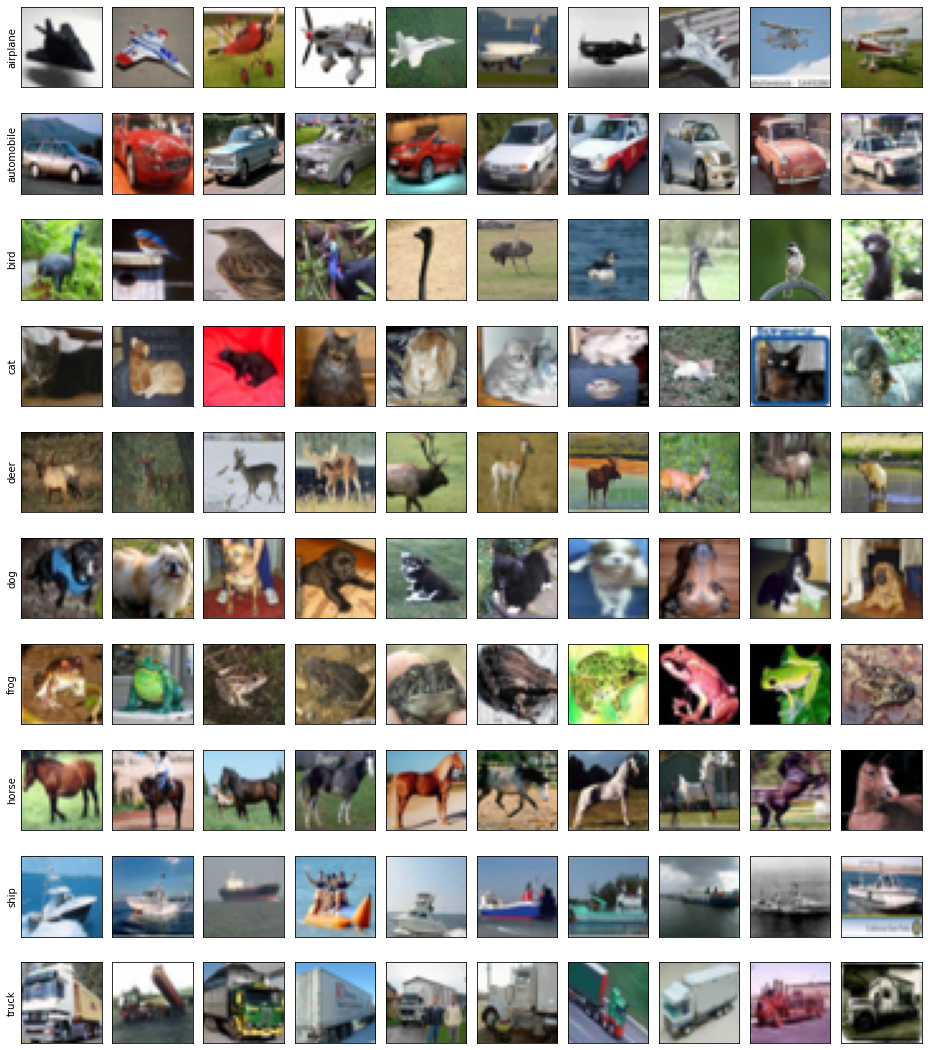 airplane
automobile
bird
cat
deer
dog
frog
horse
ship
truck